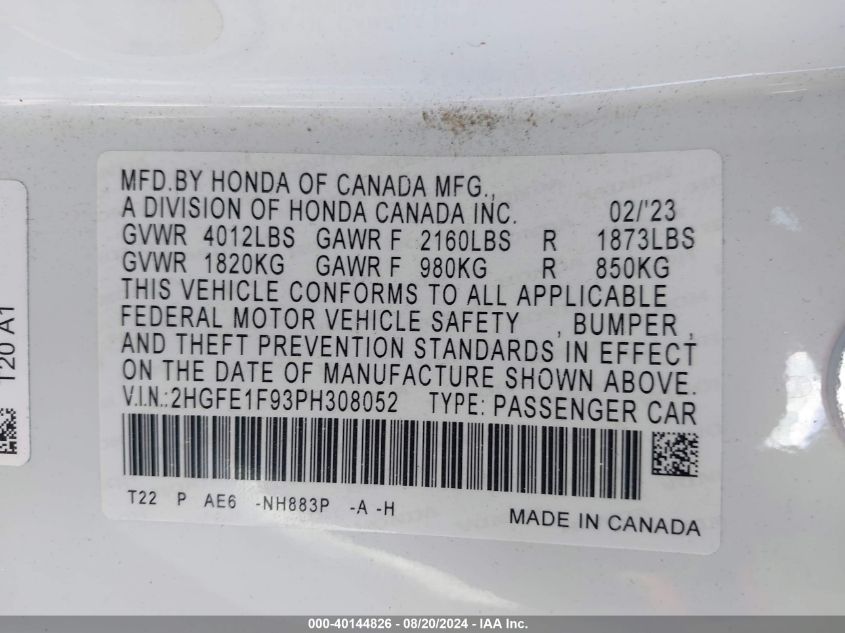 MFD.BY HONDA OF CANADA MFG.,
A DIVISION OF HONDA CANADA INC. 02/'23
GVWR 4012LBS GAWR F 2160LBS R 1873LBS
GVWR 1820KG GAWR F 980KG R 850KG
THIS VEHICLE CONFORMS TO ALL APPLICABLE
FEDERAL MOTOR VEHICLE SAFETY , BUMPER ,
AND THEFT PREVENTION STANDARDS IN EFFECT
ON THE DATE OF MANUFACTURE SHOWN ABOVE.
V.I.N.:2HGFE1F93PH308052 TYPE: PASSENGER CAR
T22 P AE6 -NH883P -A -H
MADE IN CANADA
T20 A1
000-40144826 - 08/20/2024 - IAA Inc.